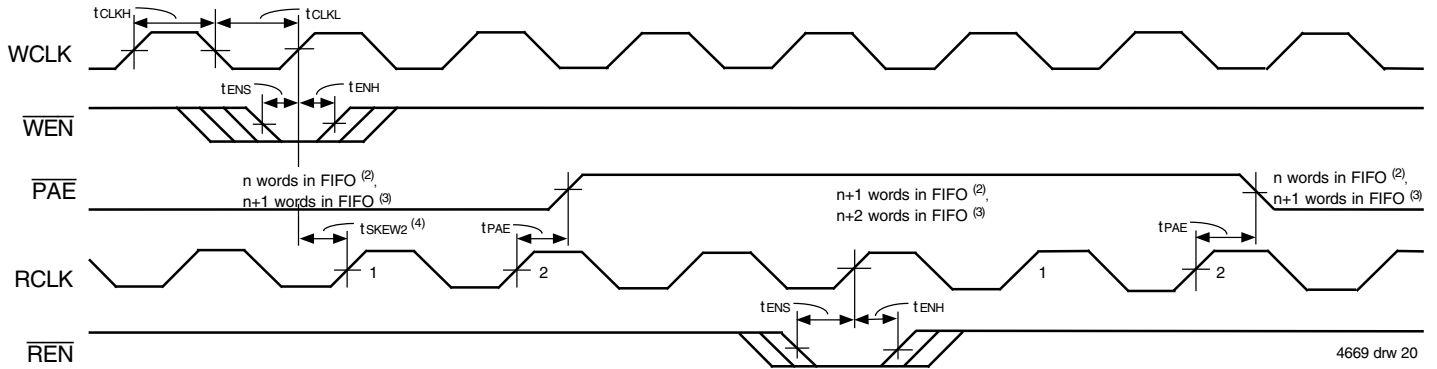 tCLKH
tCLKL
WCLK
tENS
tENH
WEN
n words in FIFO (2),
n+1 words in FIFO (3)
PAE
n+1 words in FIFO (2),
n+2 words in FIFO (3)
n words in FIFO (2),
n+1 words in FIFO (3)
tSKEW2 (4)
tPAE
tPAE
RCLK
1
2
1
2
tENS
tENH
REN
4669 drw 20